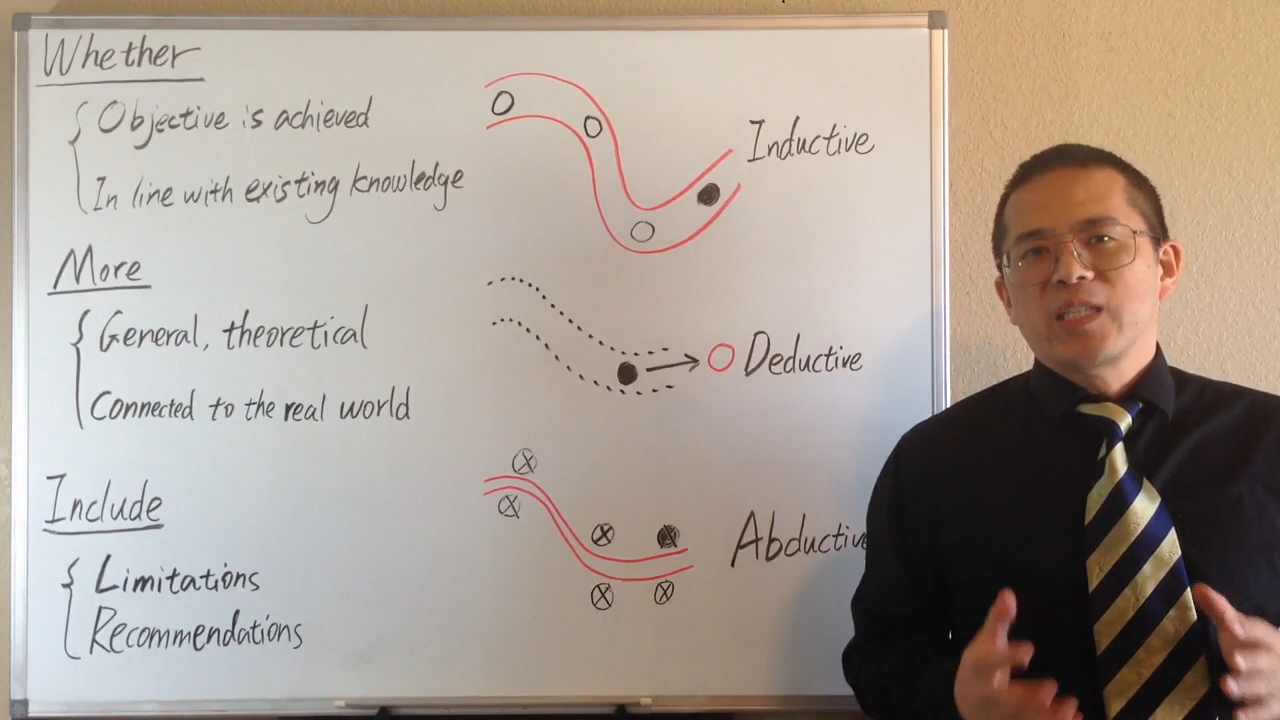 Whether
Objective is achieved
In line with existing knowledge
More
General, theoretical
Connected to the real world
Include
Limitations
Recommendations
Inductive
Deductive
Abductive